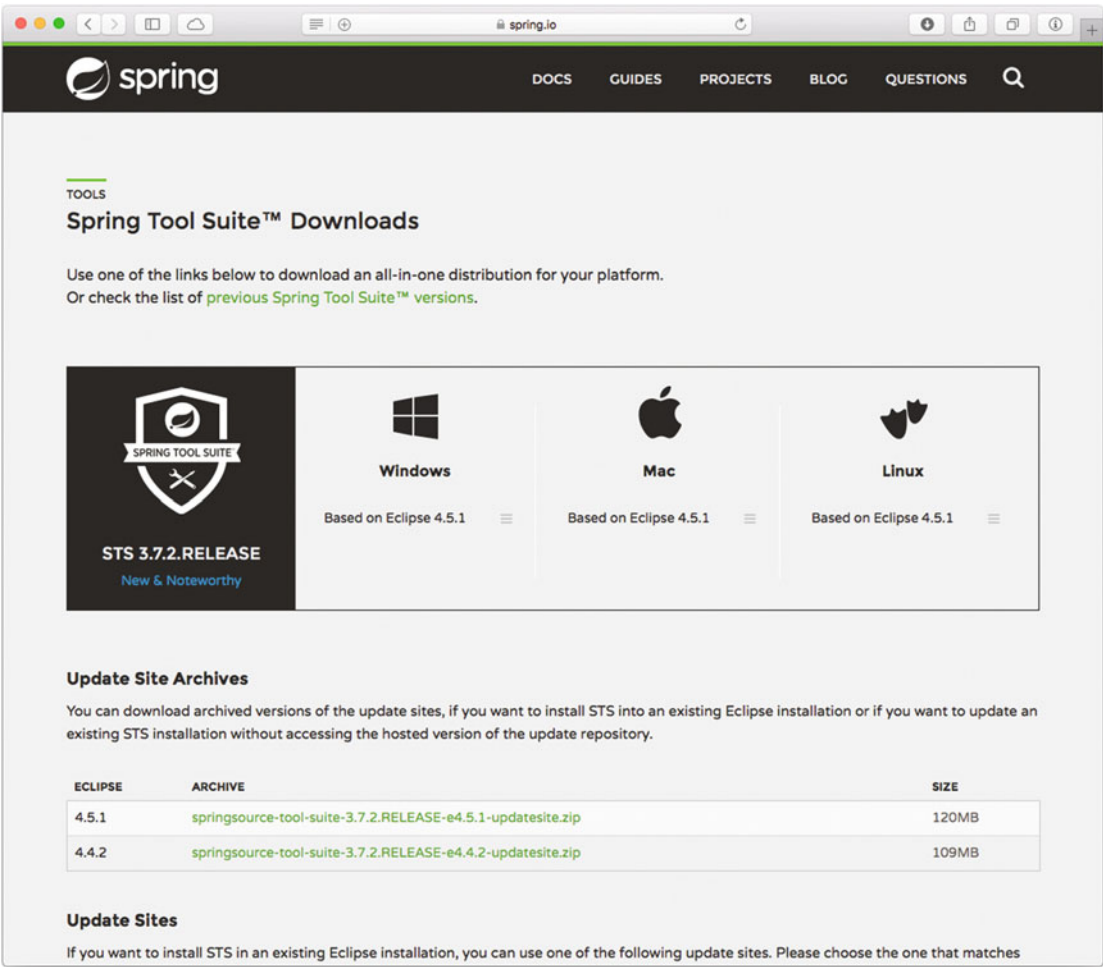 spring.io
spring
DOCS GUIDES PROJECTS BLOG QUESTIONS
TOOLS
Spring Tool Suite™ Downloads
Use one of the links below to download an all-in-one distribution for your platform.
Or check the list of previous Spring Tool Suite™ versions.
SPRING TOOL SUITE™
STS 3.7.2.RELEASE
New & Noteworthy
Windows
Based on Eclipse 4.5.1
Mac
Based on Eclipse 4.5.1
Linux
Based on Eclipse 4.5.1
Update Site Archives
You can download archived versions of the update sites, if you want to install STS into an existing Eclipse installation or if you want to update an
existing STS installation without accessing the hosted version of the update repository.
ECLIPSE ARCHIVE SIZE
4.5.1 springsource-tool-suite-3.7.2.RELEASE-e4.5.1-updatesite.zip 120MB
4.4.2 springsource-tool-suite-3.7.2.RELEASE-e4.4.2-updatesite.zip 109MB
Update Sites
If you want to install STS in an existing Eclipse installation, you can use one of the following update sites. Please choose the one that matches